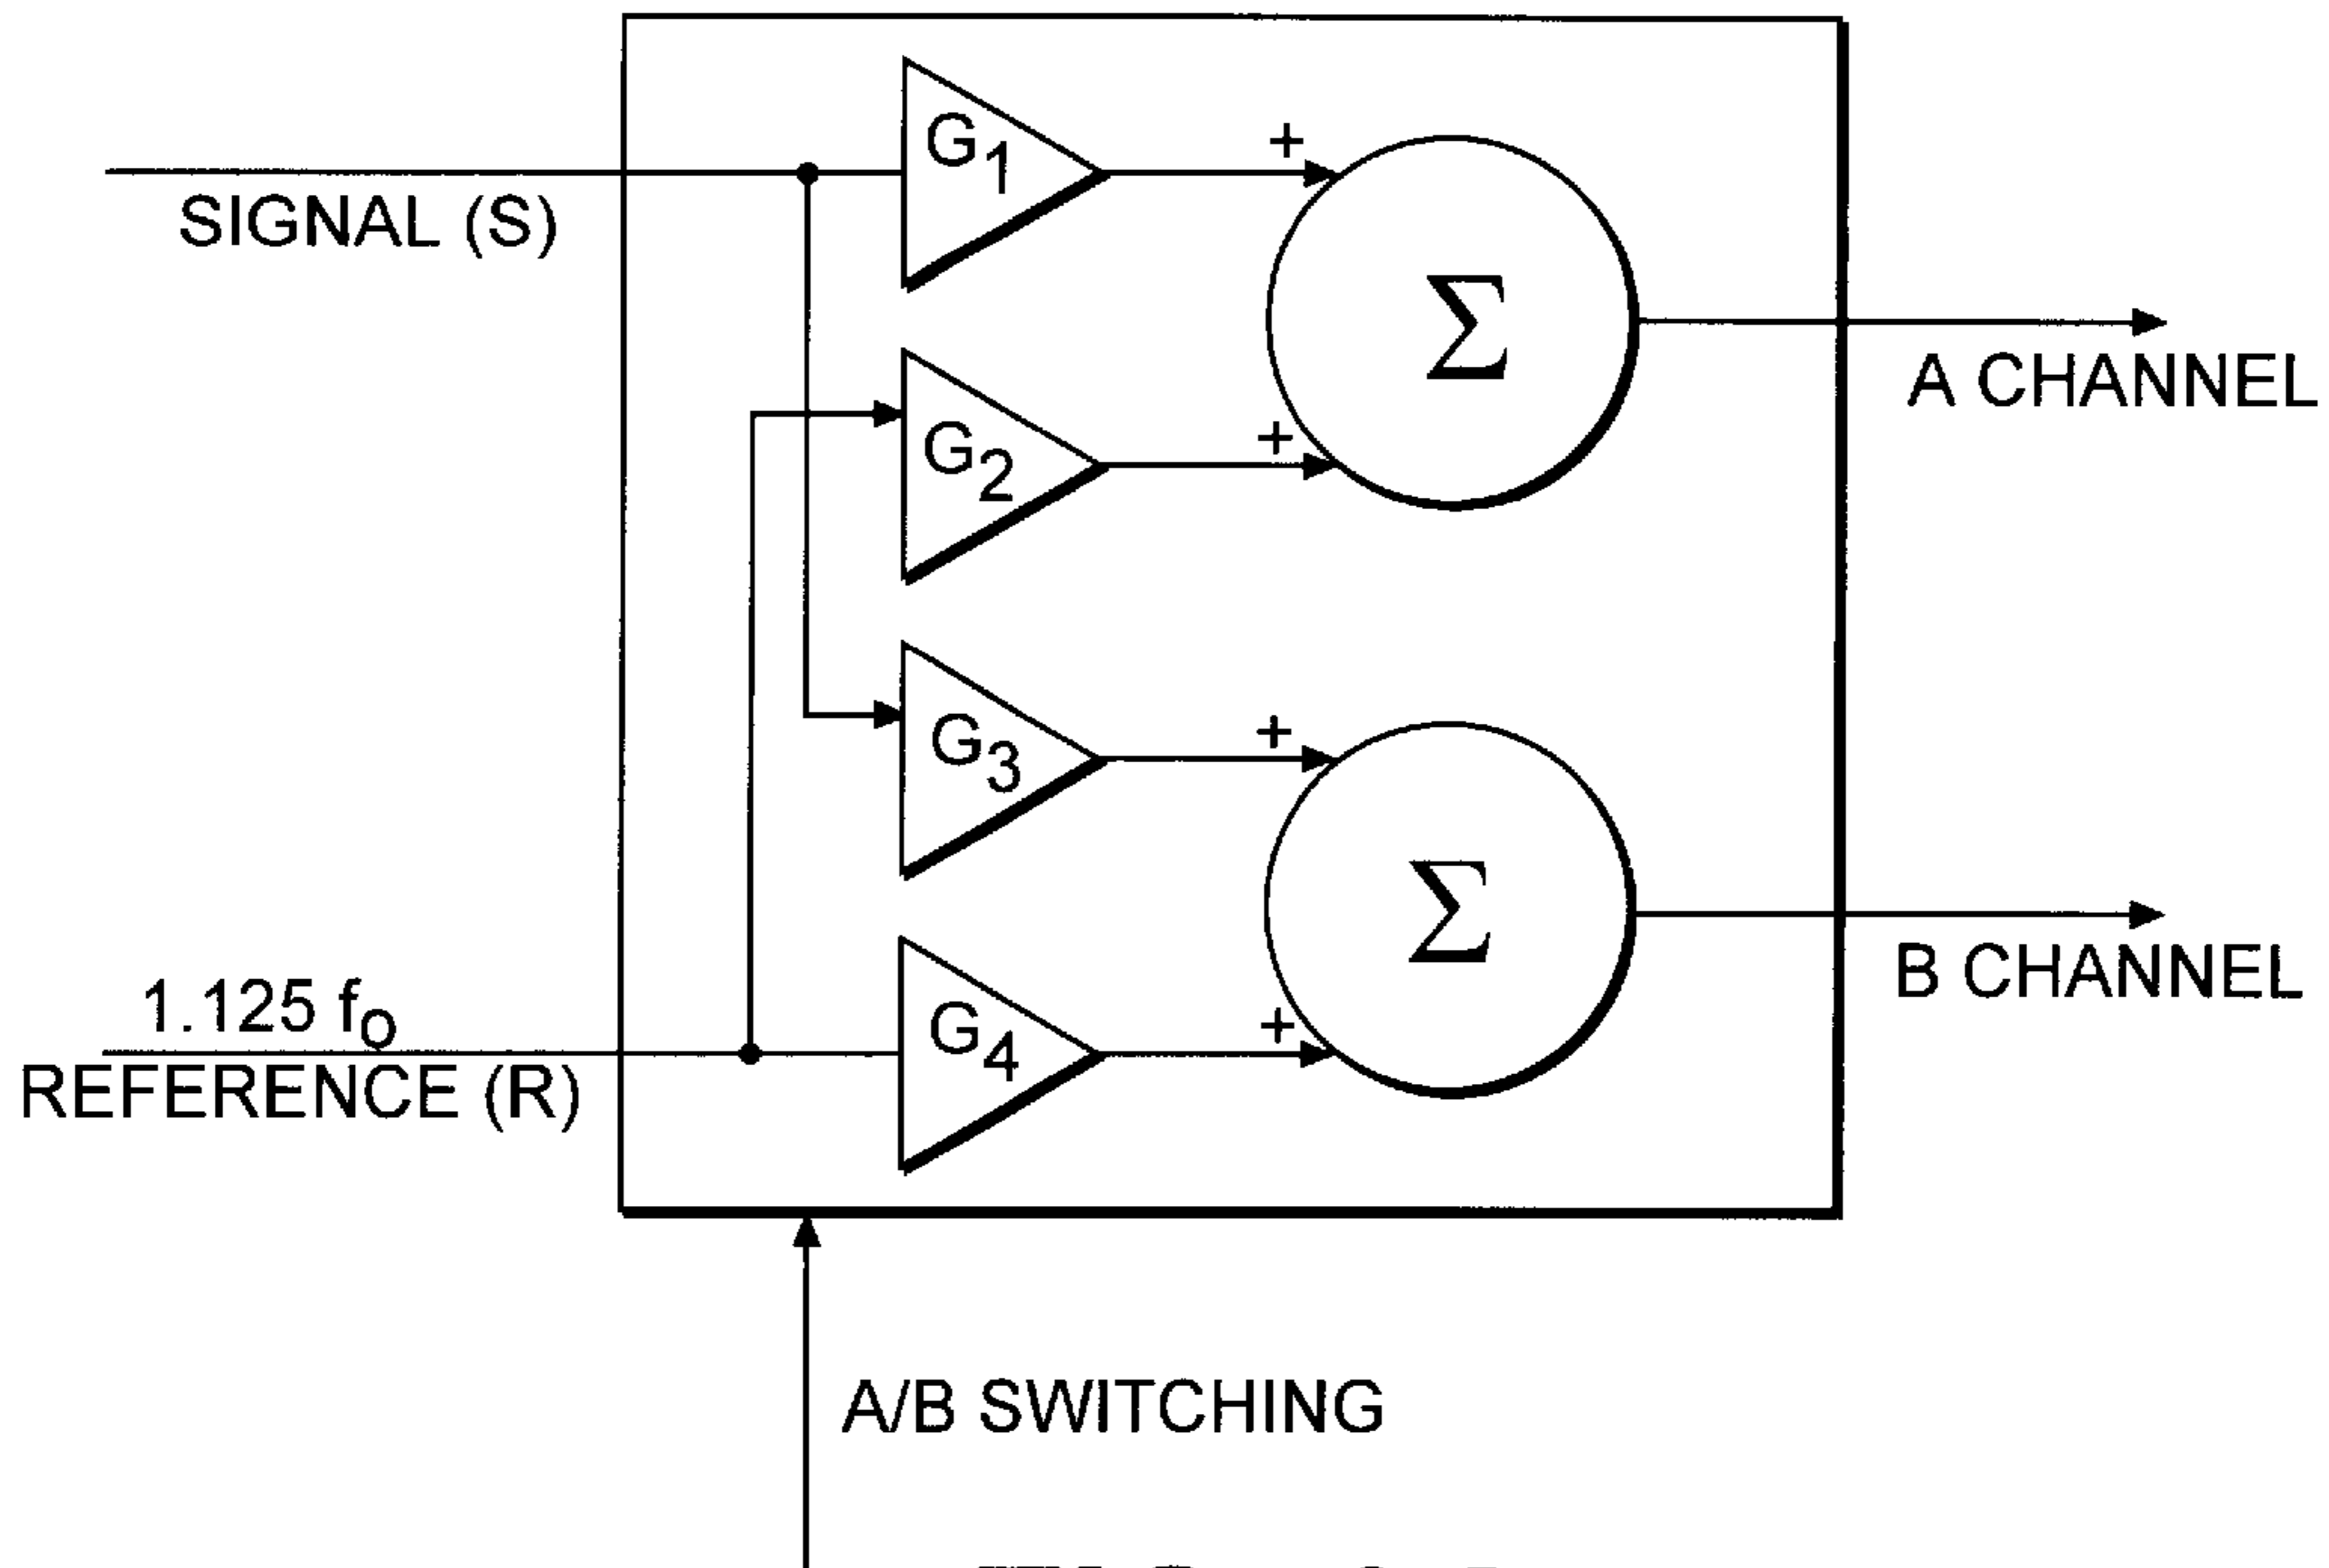 G1
+
SIGNAL (S)
Σ
A CHANNEL
G2
+
G3
+
Σ
B CHANNEL
1.125 fO
REFERENCE (R)
G4
+
A/B SWITCHING